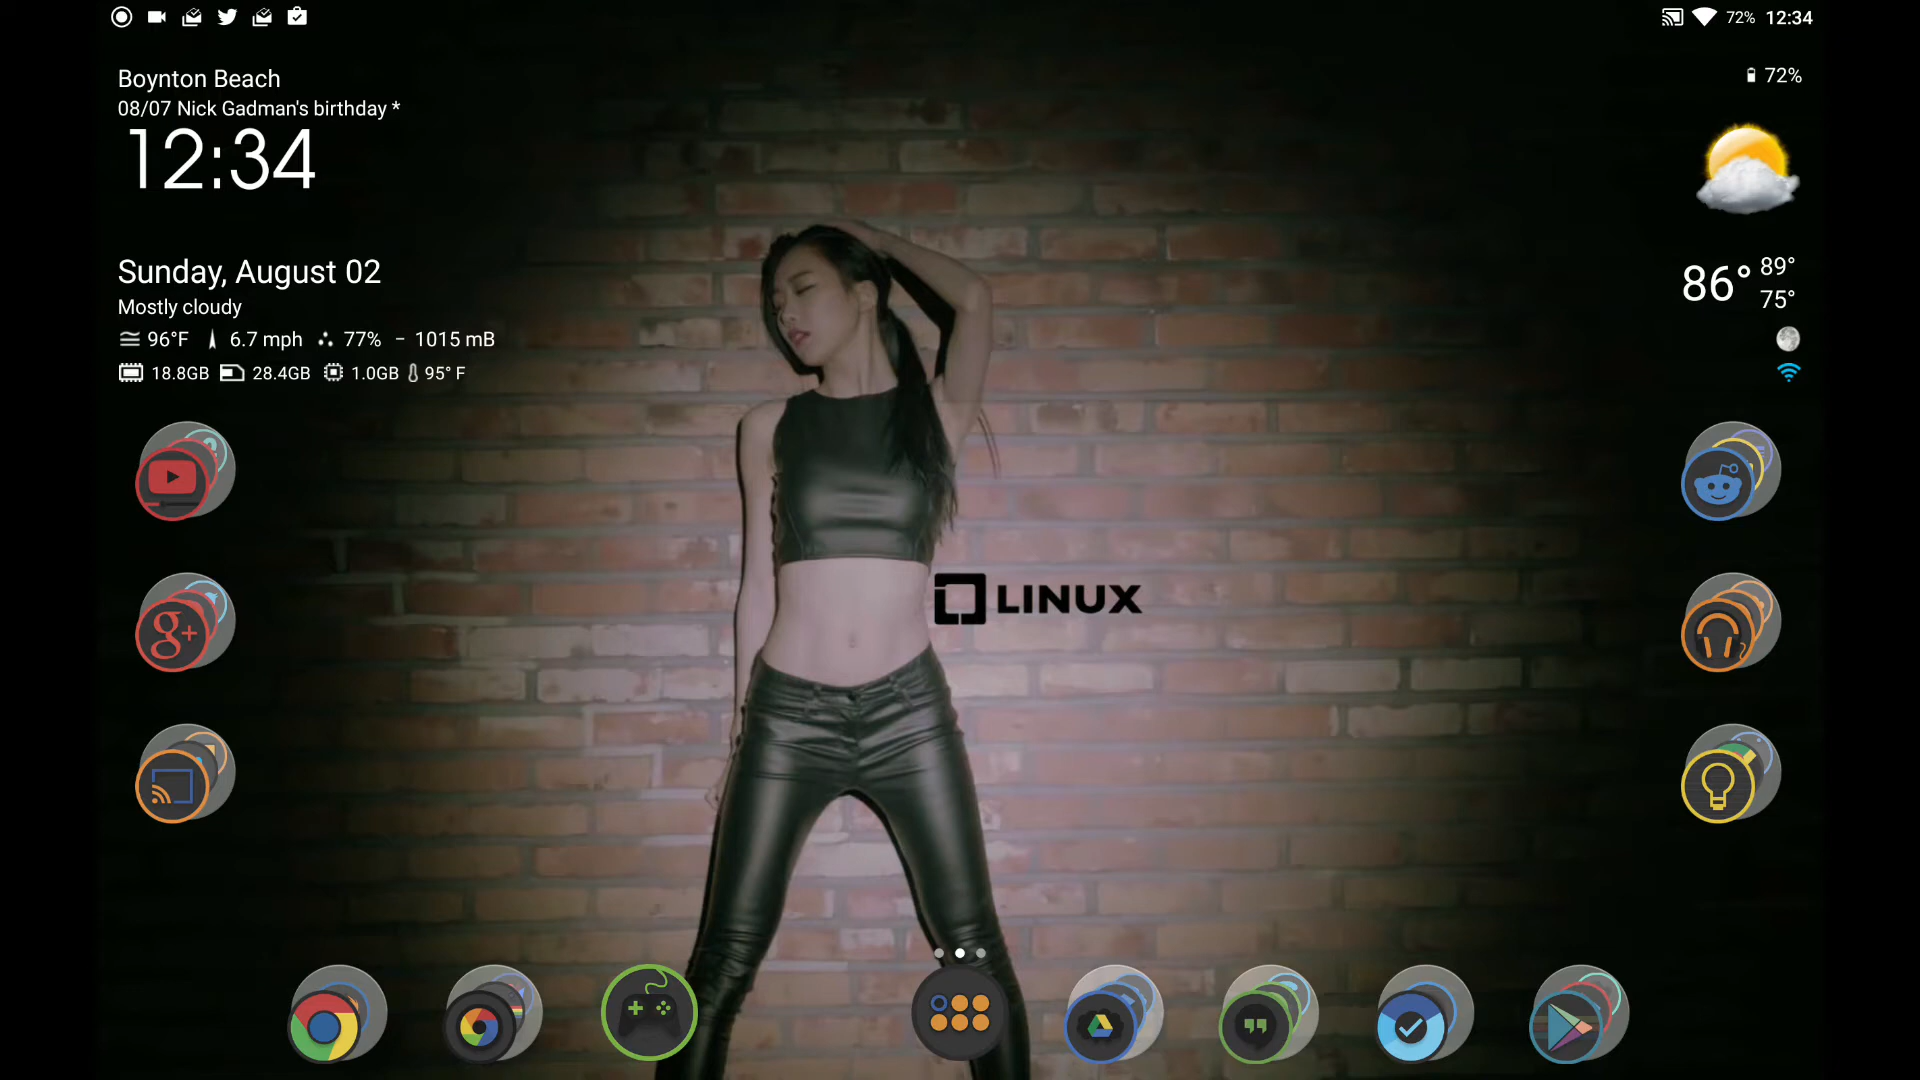 72% 12:34
Boynton Beach
72%
08/07 Nick Gadman's birthday *
12:34
Sunday, August 02
86° 89°
75°
Mostly cloudy
96°F 6.7 mph 77% - 1015 mB
18.8GB 28.4GB 1.0GB 95° F
LINUX
g+